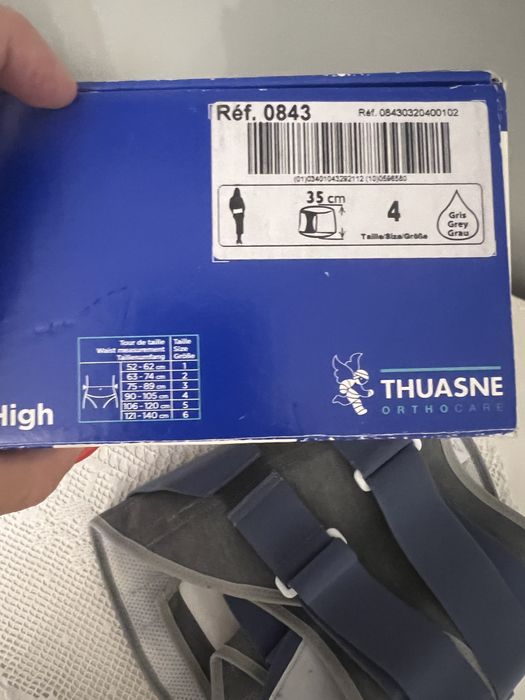 Réf. 0843
Réf. 08430320400102
(01)03401043292112 (10)0596580
35 cm
4
Taille/Size/Größe
Gris
Grey
Grau
Tour de taille Taille
Waist measurement Size
Taillenumfang Größe
52 - 62 cm 1
63 - 74 cm 2
75 - 89 cm 3
90 - 105 cm 4
106 - 120 cm 5
121 - 140 cm 6
High
THUASNE
ORTHOCARE